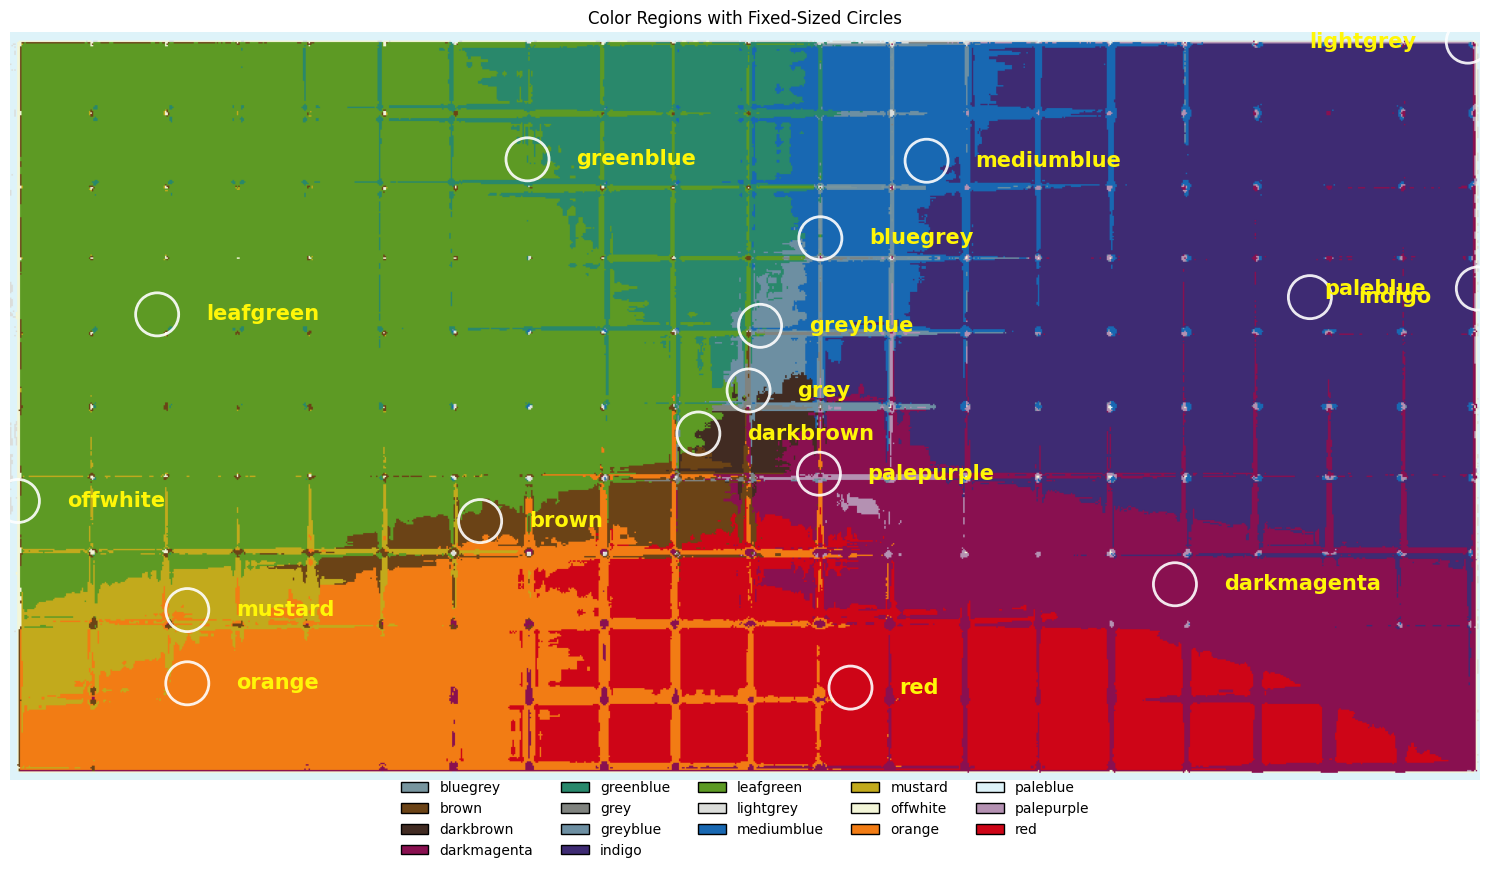 Color Regions with Fixed-Sized Circles
lightgrey
greenblue
mediumblue
bluegrey
paleblue
indigo
leafgreen
greyblue
grey
darkbrown
palepurple
offwhite
brown
darkmagenta
mustard
orange
red
bluegrey greenblue leafgreen mustard paleblue
brown grey lightgrey offwhite palepurple
darkbrown greyblue mediumblue orange red
darkmagenta indigo